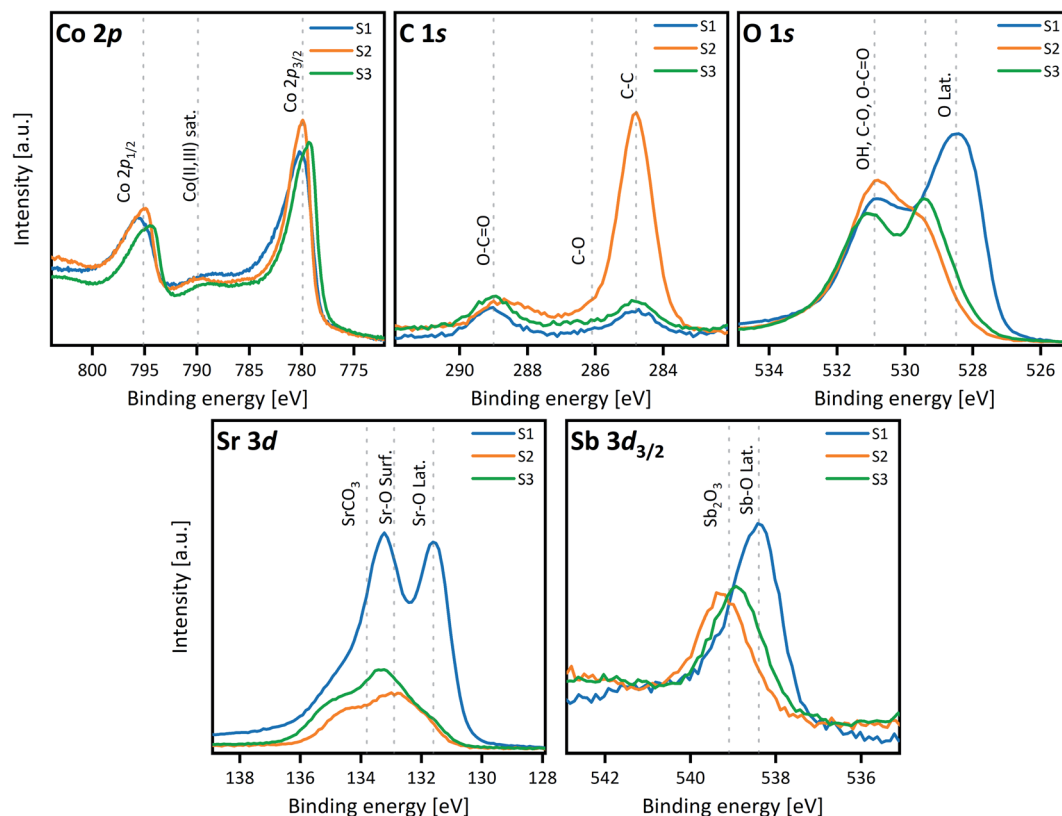 Co 2p
S1
S2
S3
Co 2p1/2
Co(II,III) sat.
Co 2p3/2
Intensity [a.u.]
800 795 790 785 780 775
Binding energy [eV]
C 1s
S1
S2
S3
O-C=O
C-O
C-C
290 288 286 284
Binding energy [eV]
O 1s
S1
S2
S3
OH, C-O, O-C=O
O Lat.
534 532 530 528 526
Binding energy [eV]
Sr 3d
S1
S2
S3
SrCO3
Sr-O Surf.
Sr-O Lat.
Intensity [a.u.]
138 136 134 132 130 128
Binding energy [eV]
Sb 3d3/2
S1
S2
S3
Sb2O3
Sb-O Lat.
542 540 538 536
Binding energy [eV]